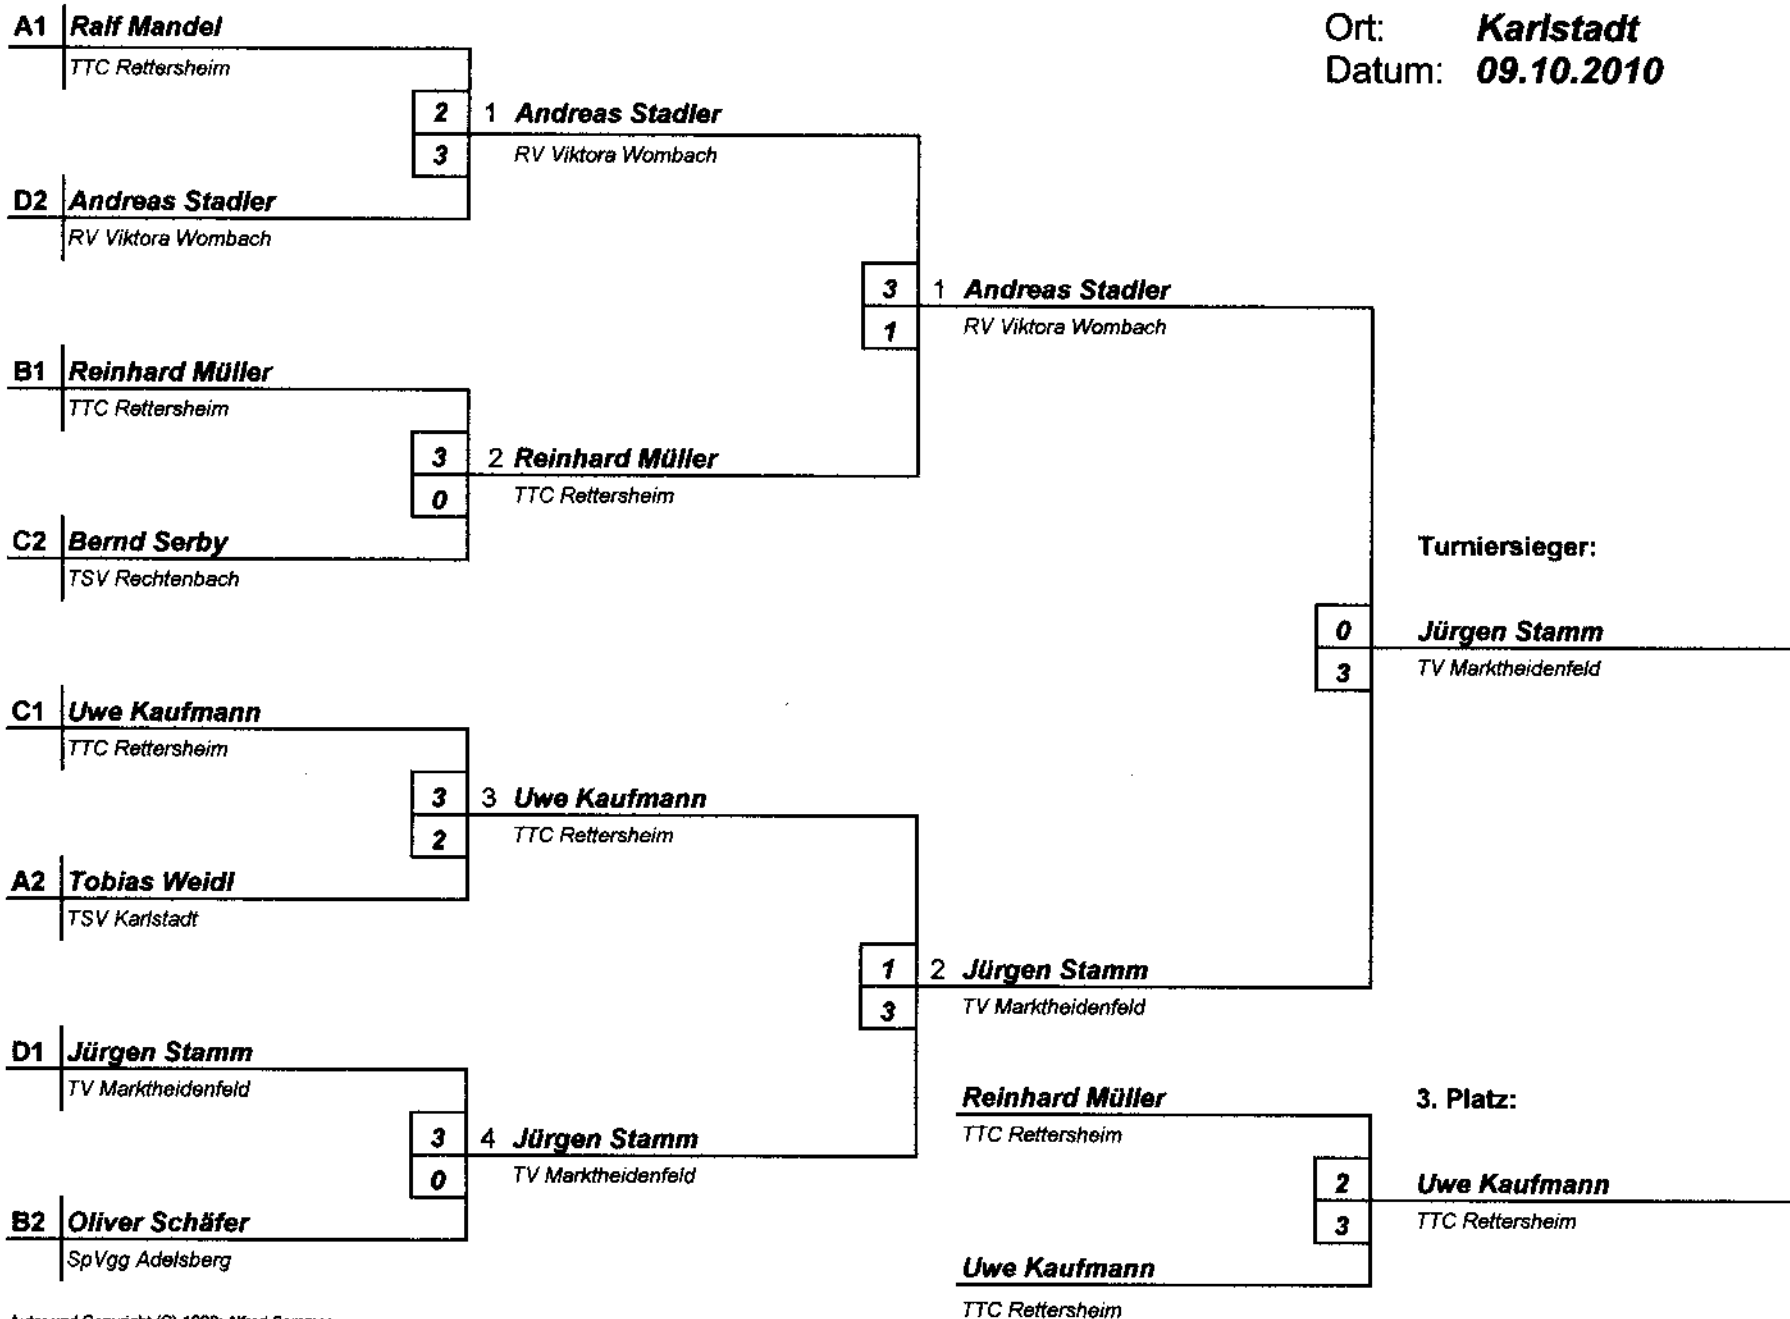 Ort: Karlstadt
Datum: 09.10.2010
A1 Ralf Mandel
TTC Rettersheim
2 1 Andreas Stadler
3 RV Viktora Wombach
D2 Andreas Stadler
RV Viktora Wombach
3 1 Andreas Stadler
1 RV Viktora Wombach
B1 Reinhard Müller
TTC Rettersheim
3 2 Reinhard Müller
0 TTC Rettersheim
C2 Bernd Serby
TSV Rechtenbach
Turniersieger:
0 Jürgen Stamm
3 TV Marktheidenfeld
C1 Uwe Kaufmann
TTC Rettersheim
3 3 Uwe Kaufmann
2 TTC Rettersheim
A2 Tobias Weidl
TSV Karlstadt
1 2 Jürgen Stamm
3 TV Marktheidenfeld
D1 Jürgen Stamm
TV Marktheidenfeld
3 4 Jürgen Stamm
0 TV Marktheidenfeld
B2 Oliver Schäfer
SpVgg Adelsberg
Reinhard Müller
TTC Rettersheim
3. Platz:
2 Uwe Kaufmann
3 TTC Rettersheim
Uwe Kaufmann
TTC Rettersheim